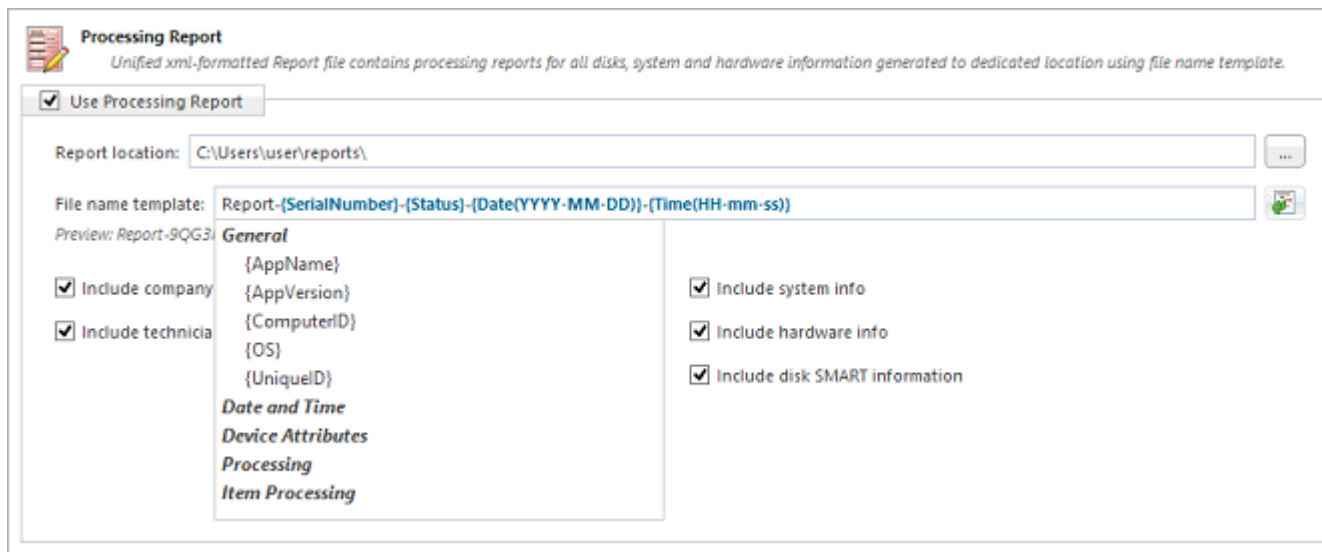 Processing Report
Unified xml-formatted Report file contains processing reports for all disks, system and hardware information generated to dedicated location using file name template.
Use Processing Report
Report location: C:\Users\user\reports\ ...
File name template: Report-{SerialNumber}-{Status}-{Date(YYYY-MM-DD)}-{Time(HH-mm-ss)}
Preview: Report-9QG3
General
{AppName}
Include company
Include system info
{AppVersion}
{ComputerID}
Include technicia
Include hardware info
{OS}
{UniqueID}
Include disk SMART information
Date and Time
Device Attributes
Processing
Item Processing